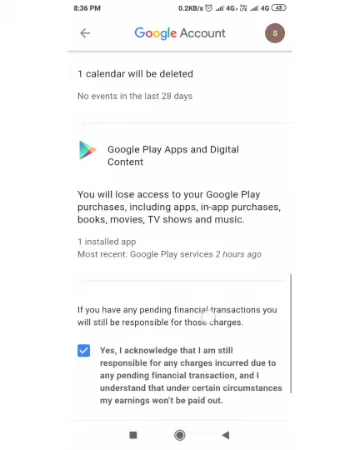 8:36 PM 0.2KB/s 4G+ 4G 48
Google Account
S
1 calendar will be deleted
No events in the last 28 days
Google Play Apps and Digital
Content
You will lose access to your Google Play
purchases, including apps, in-app purchases,
books, movies, TV shows and music.
1 installed app
Most recent: Google Play services 2 hours ago
If you have any pending financial transactions you
will still be responsible for those charges.
Yes, I acknowledge that I am still
responsible for any charges incurred due to
any pending financial transaction, and I
understand that under certain circumstances
my earnings won't be paid out.